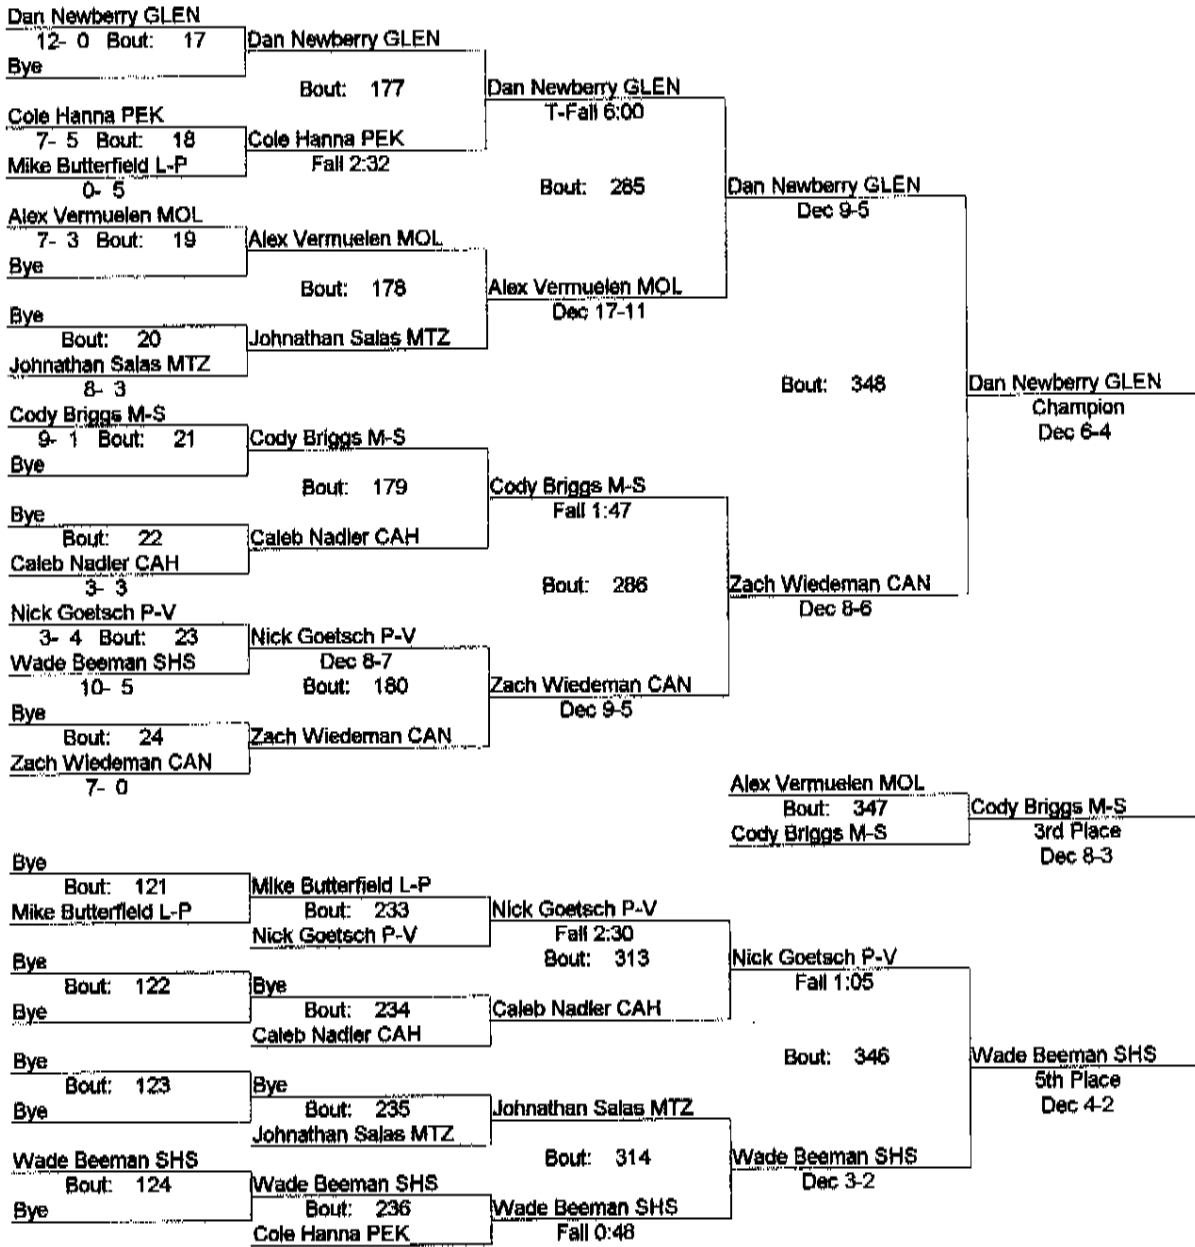 Dan Newberry GLEN
12- 0 Bout: 17
Bye
Dan Newberry GLEN
Bout: 177
Cole Hanna PEK
7- 5 Bout: 18
Mike Butterfield L-P
0- 5
Cole Hanna PEK
Fall 2:32
Dan Newberry GLEN
T-Fall 6:00
Bout: 285
Alex Vermuelen MOL
7- 3 Bout: 19
Bye
Alex Vermuelen MOL
Bout: 178
Bye
Bout: 20
Johnathan Salas MTZ
8- 3
Johnathan Salas MTZ
Alex Vermuelen MOL
Dec 17-11
Dan Newberry GLEN
Dec 9-5
Bout: 348
Cody Briggs M-S
9- 1 Bout: 21
Bye
Cody Briggs M-S
Bout: 179
Bye
Bout: 22
Caleb Nadler CAH
3- 3
Caleb Nadler CAH
Cody Briggs M-S
Fall 1:47
Bout: 286
Nick Goetsch P-V
3- 4 Bout: 23
Wade Beeman SHS
10- 5
Nick Goetsch P-V
Dec 8-7
Bout: 180
Bye
Bout: 24
Zach Wiedeman CAN
7- 0
Zach Wiedeman CAN
Zach Wiedeman CAN
Dec 9-5
Zach Wiedeman CAN
Dec 8-6
Dan Newberry GLEN
Champion
Dec 6-4
Alex Vermuelen MOL
Bout: 347
Cody Briggs M-S
Cody Briggs M-S
3rd Place
Dec 8-3
Bye
Bout: 121
Mike Butterfield L-P
Mike Butterfield L-P
Bout: 233
Nick Goetsch P-V
Nick Goetsch P-V
Fall 2:30
Bout: 313
Bye
Bout: 122
Bye
Bye
Bout: 234
Caleb Nadler CAH
Caleb Nadler CAH
Nick Goetsch P-V
Fall 1:05
Bout: 346
Bye
Bout: 123
Bye
Bye
Bout: 235
Johnathan Salas MTZ
Johnathan Salas MTZ
Bout: 314
Wade Beeman SHS
Bout: 124
Bye
Wade Beeman SHS
Bout: 236
Cole Hanna PEK
Wade Beeman SHS
Fall 0:48
Wade Beeman SHS
Dec 3-2
Wade Beeman SHS
5th Place
Dec 4-2